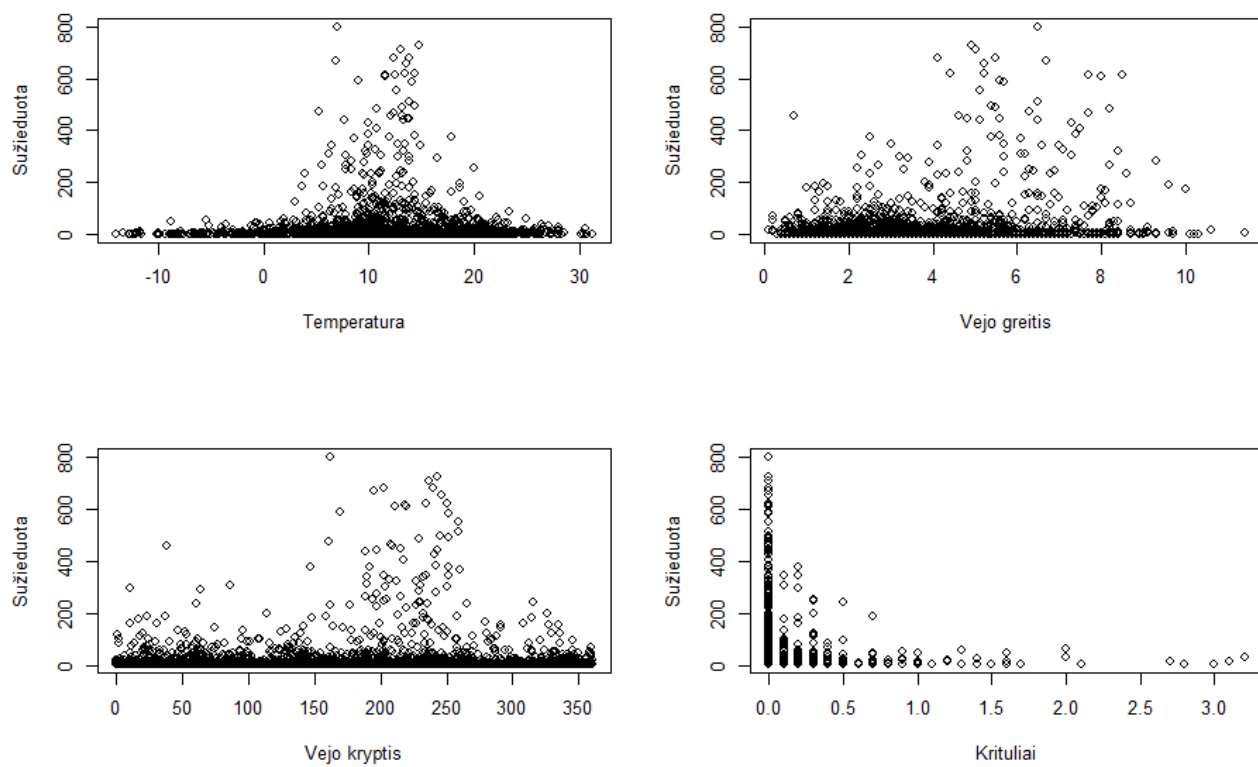 Sužieduota
0 200 400 600 800
-10 0 10 20 30
Temperatura
Sužieduota
0 200 400 600 800
0 2 4 6 8 10
Vejo greitis
Sužieduota
0 200 400 600 800
0 50 100 150 200 250 300 350
Vejo kryptis
Sužieduota
0 200 400 600 800
0.0 0.5 1.0 1.5 2.0 2.5 3.0
Krituliai